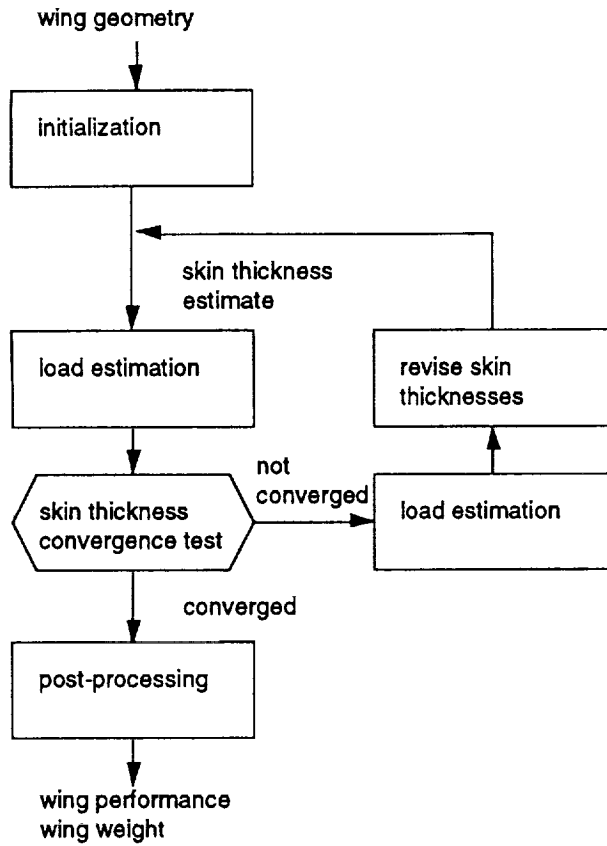 wing geometry
initialization
skin thickness
estimate
load estimation
revise skin
thicknesses
not
converged
skin thickness
convergence test
load estimation
converged
post-processing
wing performance
wing weight